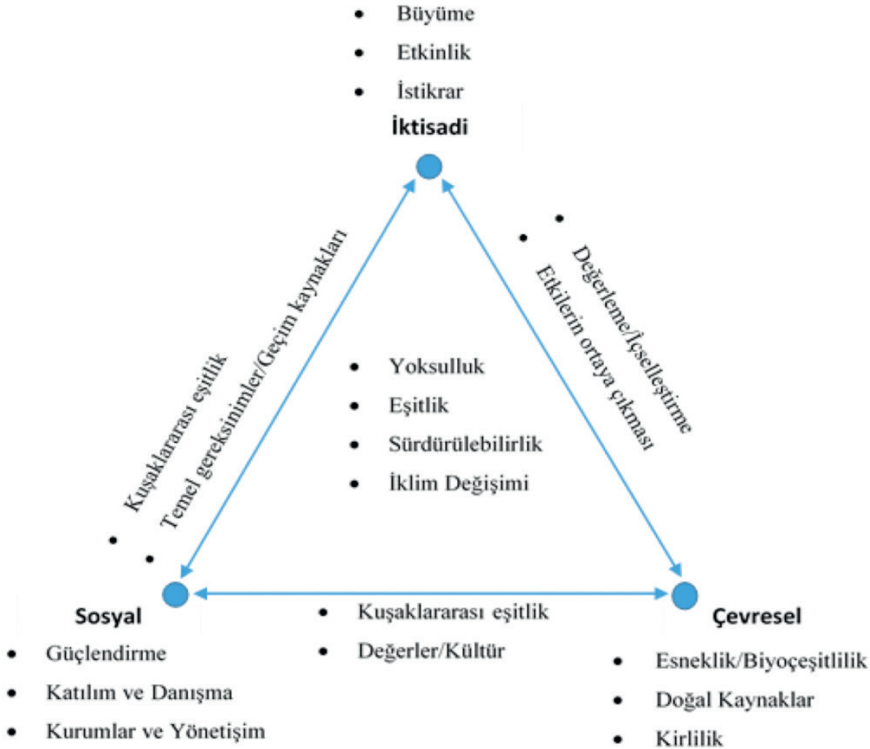 Büyüme
Etkinlik
İstikrar
İktisadi
Kuşaklararası eşitlik
Temel gereksinimler/Geçim kaynakları
Değerleme/İçselleştirme
Etkilerin ortaya çıkması
Yoksulluk
Eşitlik
Sürdürülebilirlik
İklim Değişimi
Sosyal
Güçlendirme
Katılım ve Danışma
Kurumlar ve Yönetişim
Kuşaklararası eşitlik
Değerler/Kültür
Çevresel
Esneklik/Biyoçeşitlilik
Doğal Kaynaklar
Kirlilik